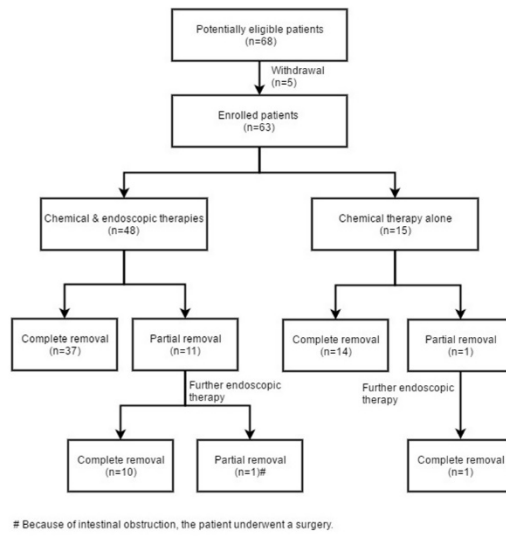 Potentially eligible patients
(n=68)
Withdrawal
(n=5)
Enrolled patients
(n=63)
Chemical & endoscopic therapies
(n=48)
Chemical therapy alone
(n=15)
Complete removal
(n=37)
Partial removal
(n=11)
Complete removal
(n=14)
Partial removal
(n=1)
Further endoscopic
therapy
Further endoscopic
therapy
Complete removal
(n=10)
Partial removal
(n=1)#
Complete removal
(n=1)
# Because of intestinal obstruction, the patient underwent a surgery.